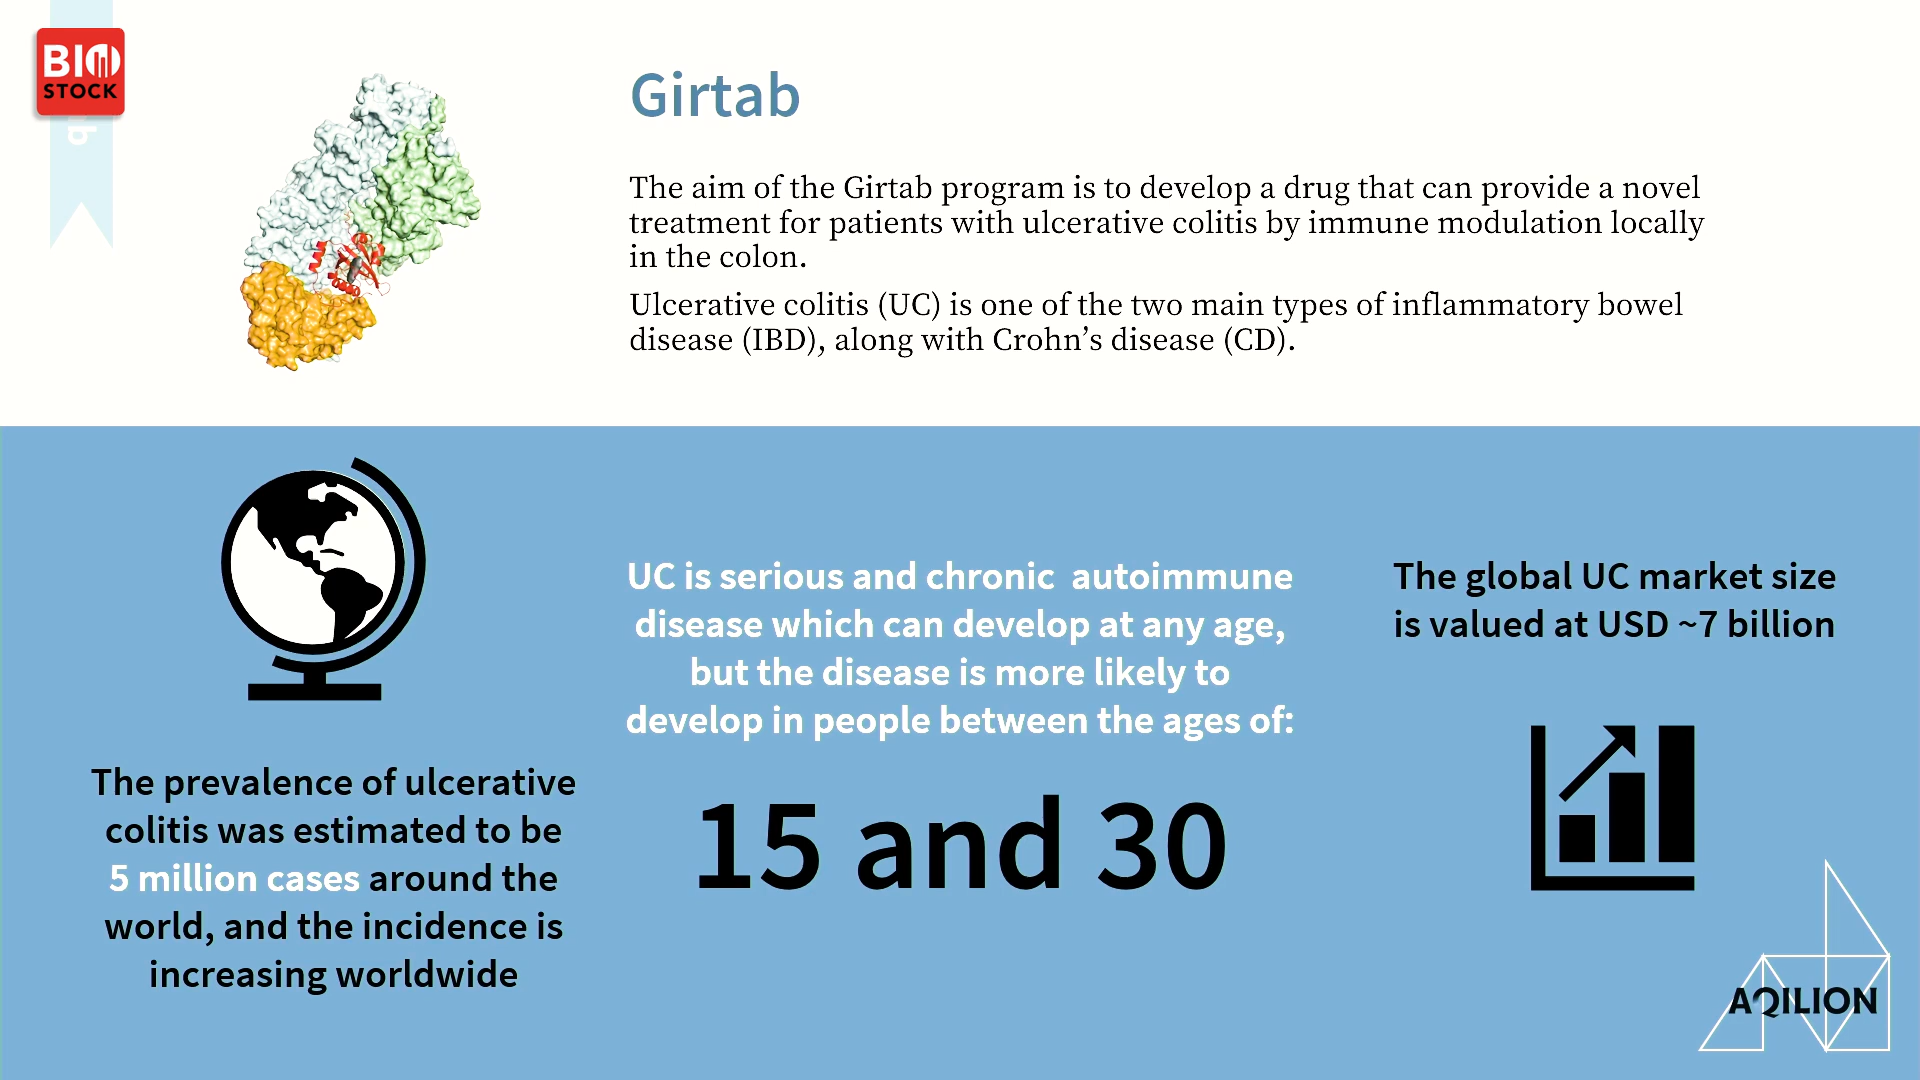 BIO
STOCK
Girtab
The aim of the Girtab program is to develop a drug that can provide a novel
treatment for patients with ulcerative colitis by immune modulation locally
in the colon.
Ulcerative colitis (UC) is one of the two main types of inflammatory bowel
disease (IBD), along with Crohn’s disease (CD).
The prevalence of ulcerative
colitis was estimated to be
5 million cases around the
world, and the incidence is
increasing worldwide
UC is serious and chronic  autoimmune
disease which can develop at any age,
but the disease is more likely to
develop in people between the ages of:
15 and 30
The global UC market size
is valued at USD ~7 billion
AQILION